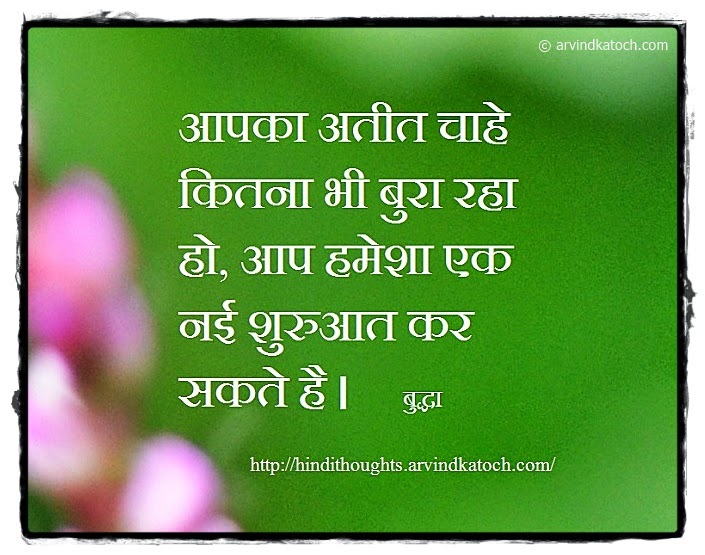 © arvindkatoch.com
आपका अतीत चाहे
कितना भी बुरा रहा
हो, आप हमेशा एक
नई शुरुआत कर
सकते है। बुद्धा
http://hindithoughts.arvindkatoch.com/